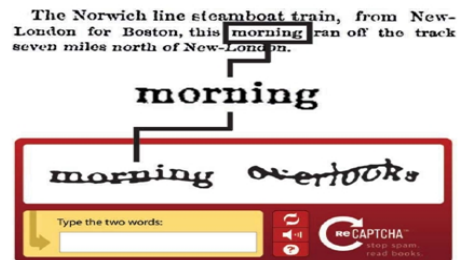 The Norwich line steamboat train, from New-
London for Boston, this morning ran off the track
seven miles north of New-London.
morning
morning overlooks
Type the two words:
reCAPTCHA™
stop spam.
read books.